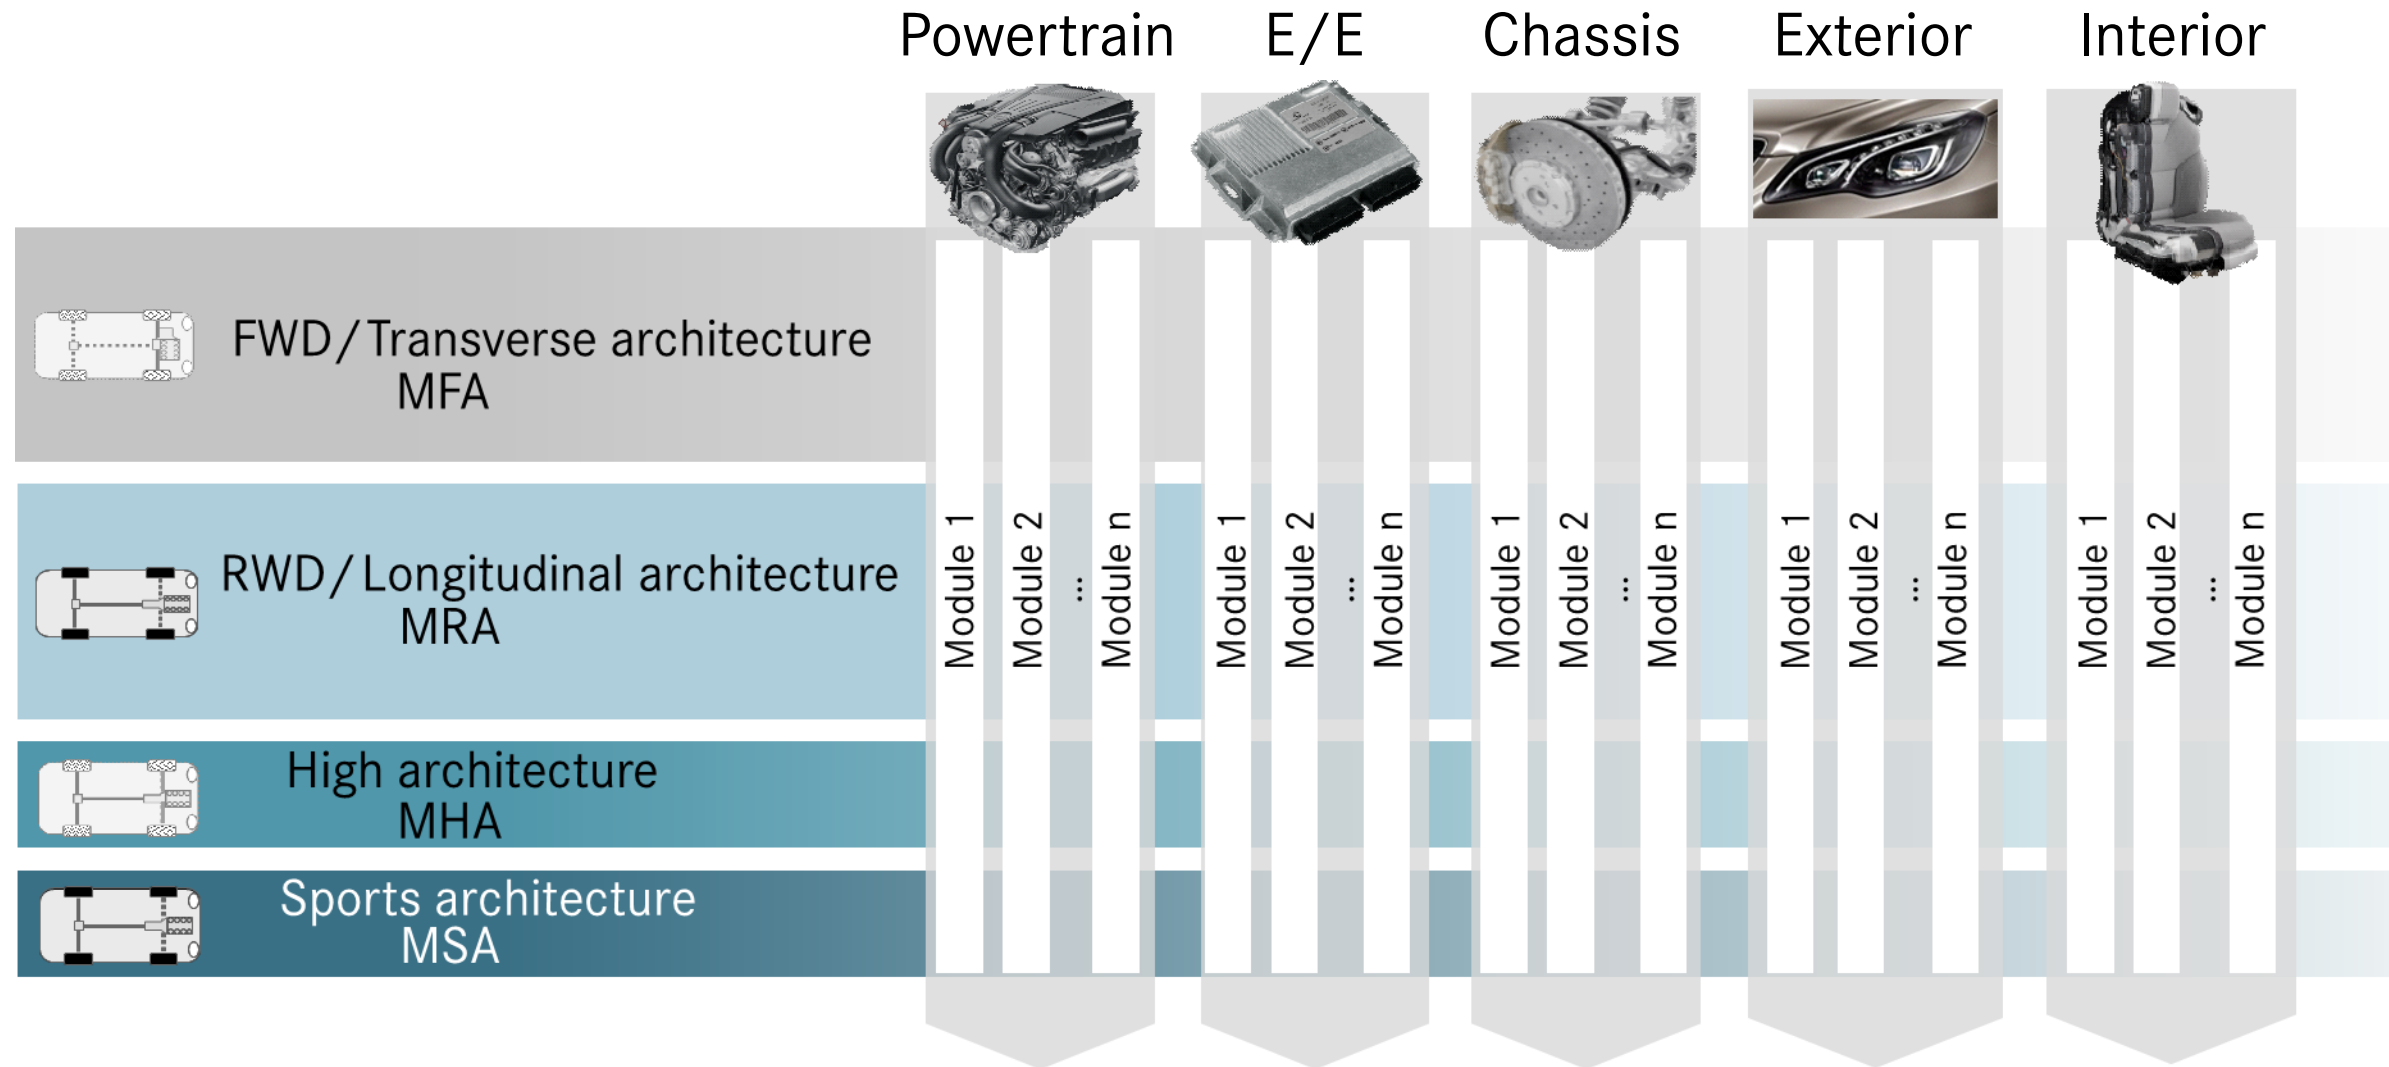 Powertrain
E/E
Chassis
Exterior
Interior
FWD/Transverse architecture
MFA
RWD/Longitudinal architecture
MRA
High architecture
MHA
Sports architecture
MSA
Module 1
Module 2
...
Module n
Module 1
Module 2
...
Module n
Module 1
Module 2
...
Module n
Module 1
Module 2
...
Module n
Module 1
Module 2
...
Module n